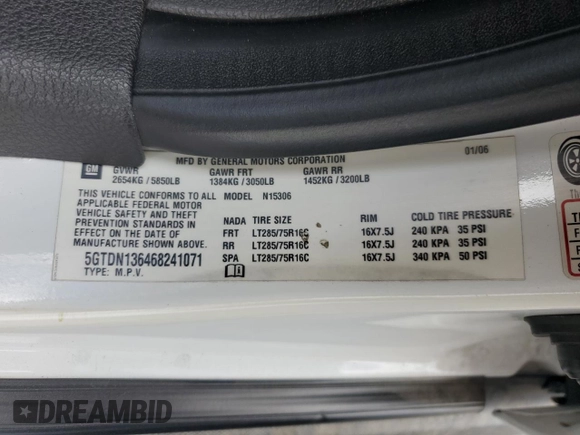 GM
MFD BY GENERAL MOTORS CORPORATION 01/06
GVWR GAWR FRT GAWR RR
2654KG / 5850LB 1384KG / 3050LB 1452KG / 3200LB
THIS VEHICLE CONFORMS TO ALL MODEL N15306
APPLICABLE FEDERAL MOTOR
VEHICLE SAFETY AND THEFT
PREVENTION STANDARDS IN
EFFECT ON THE DATE OF
MANUFACTURE SHOWN ABOVE.
5GTDN136468241071
TYPE: M.P.V.
NADA TIRE SIZE RIM COLD TIRE PRESSURE
FRT LT285/75R16C 16X7.5J 240 KPA 35 PSI
RR LT285/75R16C 16X7.5J 240 KPA 35 PSI
SPA LT285/75R16C 16X7.5J 340 KPA 50 PSI
DREAMBID